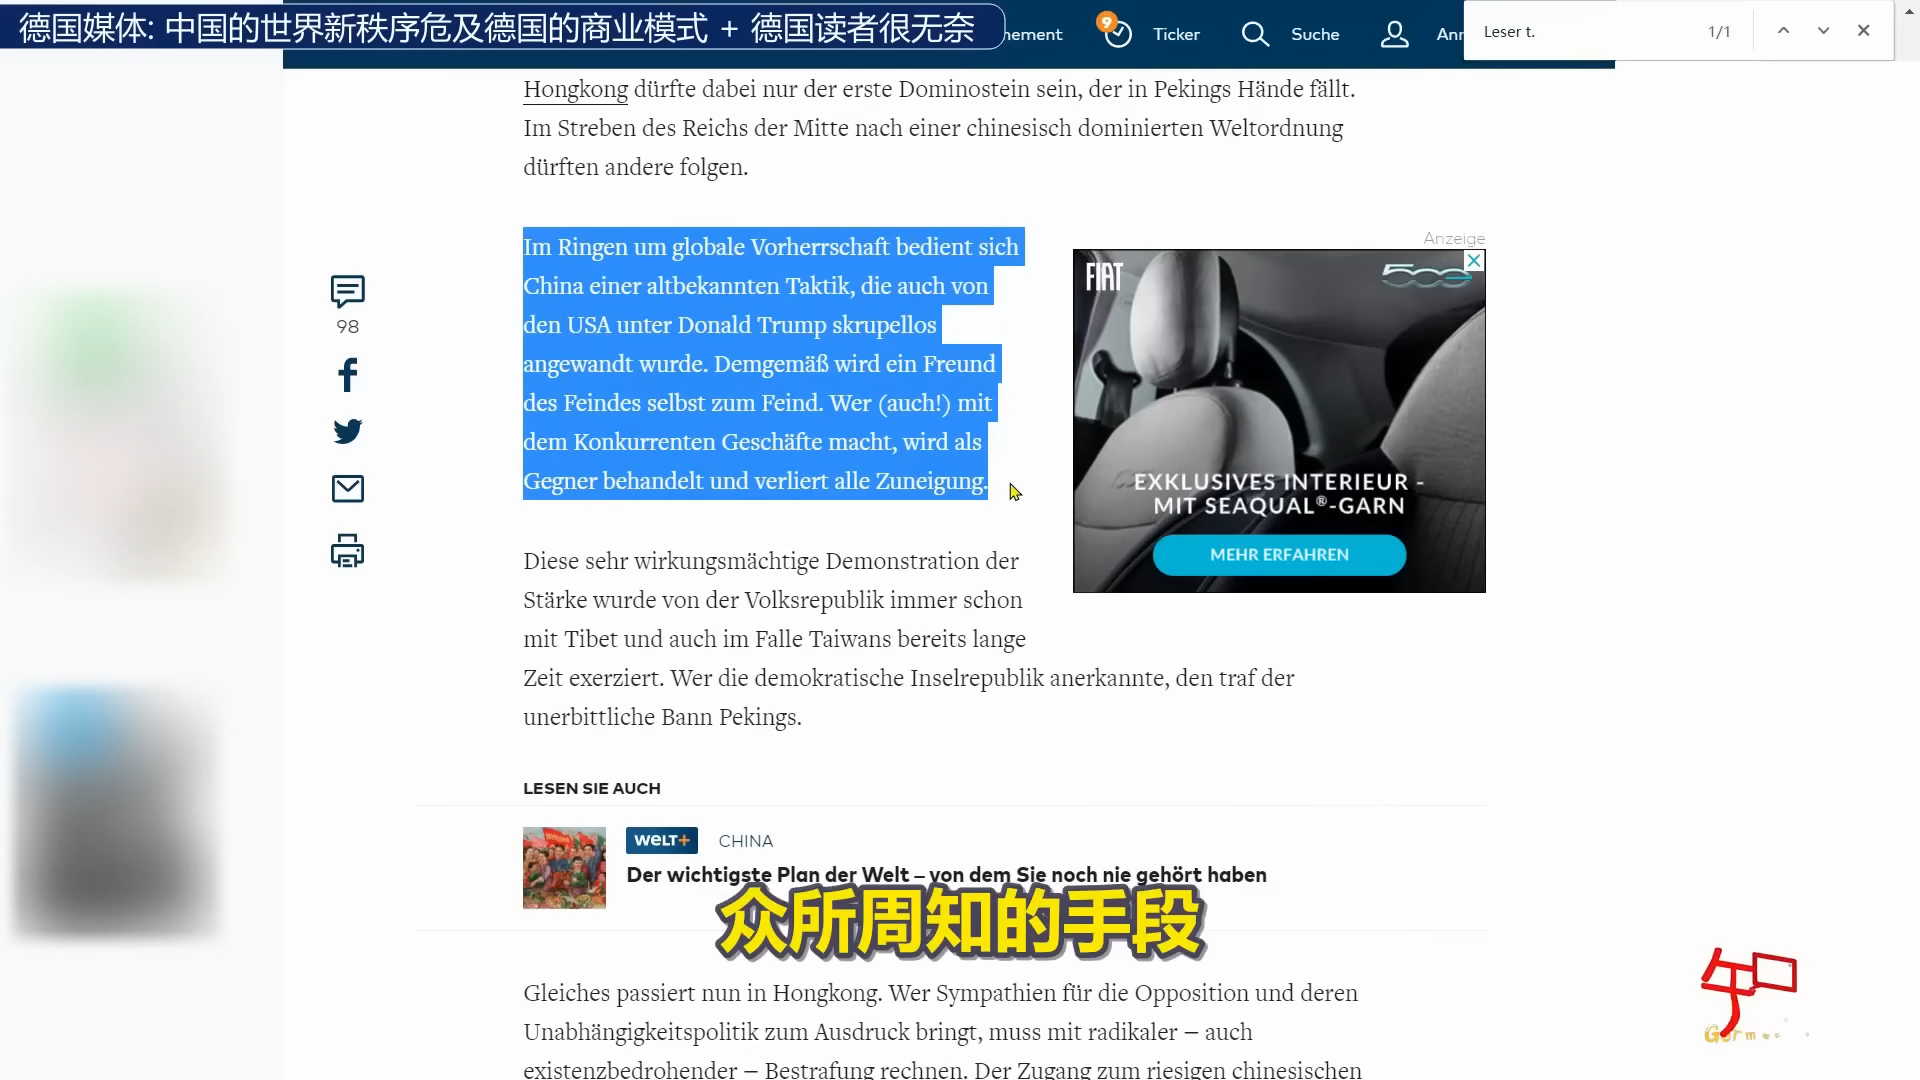 德国媒体: 中国的世界新秩序危及德国的商业模式 + 德国读者很无奈
nement
9
Ticker
Suche
Leser t.
1/1
Hongkong dürfte dabei nur der erste Dominostein sein, der in Pekings Hände fällt.
Im Streben des Reichs der Mitte nach einer chinesisch dominierten Weltordnung
dürften andere folgen.
Im Ringen um globale Vorherrschaft bedient sich
China einer altbekannten Taktik, die auch von
den USA unter Donald Trump skrupellos
angewandt wurde. Demgemäß wird ein Freund
des Feindes selbst zum Feind. Wer (auch!) mit
dem Konkurrenten Geschäfte macht, wird als
Gegner behandelt und verliert alle Zuneigung.
98
Anzeige
FIAT
500
EXKLUSIVES INTERIEUR -
MIT SEAQUAL®-GARN
MEHR ERFAHREN
Diese sehr wirkungsmächtige Demonstration der
Stärke wurde von der Volksrepublik immer schon
mit Tibet und auch im Falle Taiwans bereits lange
Zeit exerziert. Wer die demokratische Inselrepublik anerkannte, den traf der
unerbittliche Bann Pekings.
LESEN SIE AUCH
WELT+ CHINA
Der wichtigste Plan der Welt – von dem Sie noch nie gehört haben
众所周知的手段
Gleiches passiert nun in Hongkong. Wer Sympathien für die Opposition und deren
Unabhängigkeitspolitik zum Ausdruck bringt, muss mit radikaler – auch
existenzbedrohender – Bestrafung rechnen. Der Zugang zum riesigen chinesischen